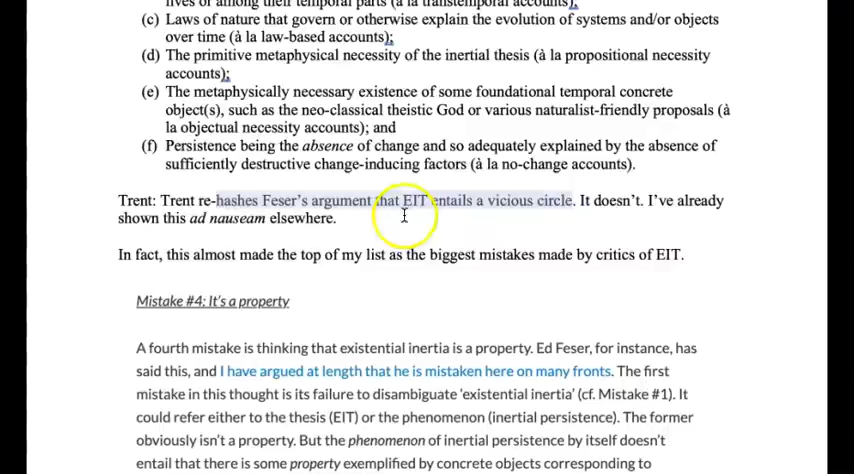 lives or among their temporal parts (à la transtemporal accounts);
(c) Laws of nature that govern or otherwise explain the evolution of systems and/or objects
over time (à la law-based accounts);
(d) The primitive metaphysical necessity of the inertial thesis (à la propositional necessity
accounts);
(e) The metaphysically necessary existence of some foundational temporal concrete
object(s), such as the neo-classical theistic God or various naturalist-friendly proposals (à
la objectual necessity accounts); and
(f) Persistence being the absence of change and so adequately explained by the absence of
sufficiently destructive change-inducing factors (à la no-change accounts).
Trent: Trent re-hashes Feser’s argument that EIT entails a vicious circle. It doesn’t. I’ve already
shown this ad nauseam elsewhere.
In fact, this almost made the top of my list as the biggest mistakes made by critics of EIT.
Mistake #4: It’s a property
A fourth mistake is thinking that existential inertia is a property. Ed Feser, for instance, has
said this, and I have argued at length that he is mistaken here on many fronts. The first
mistake in this thought is its failure to disambiguate ‘existential inertia’ (cf. Mistake #1). It
could refer either to the thesis (EIT) or the phenomenon (inertial persistence). The former
obviously isn’t a property. But the phenomenon of inertial persistence by itself doesn’t
entail that there is some property exemplified by concrete objects corresponding to